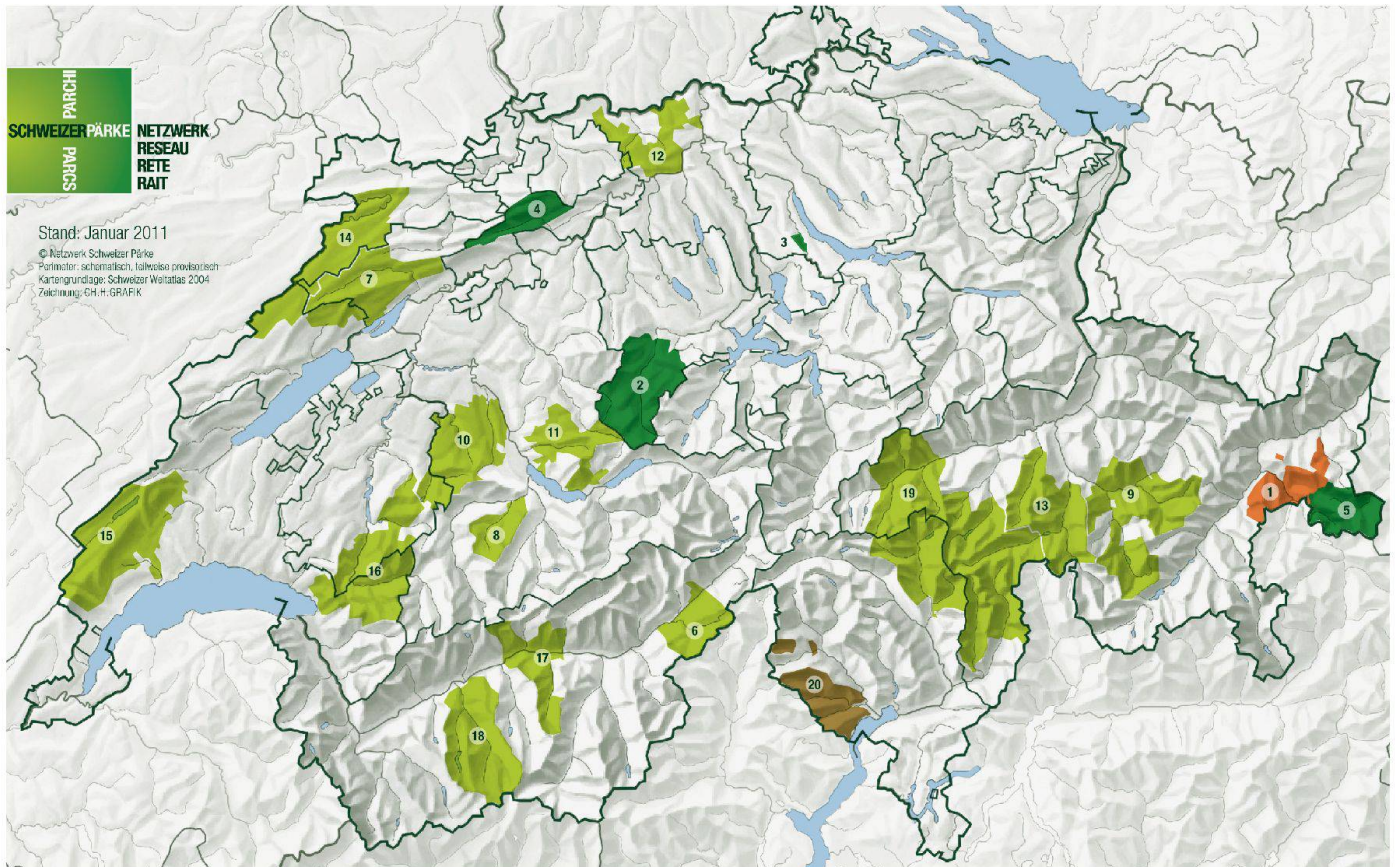 PARCHI
SCHWEIZERPÄRKE
PARCS
NETZWERK
RESEAU
RETE
RAIT
Stand: Januar 2011
© Netzwerk Schweizer Pärke
Perimeter: schematisch, teilweise provisorisch
Kartengrundlage: Schweizer Weltatlas 2004
Zeichnung: CH.H.GRAFIK
12
4
14
3
7
2
10
11
19
13
9
1
5
15
8
16
6
17
20
18